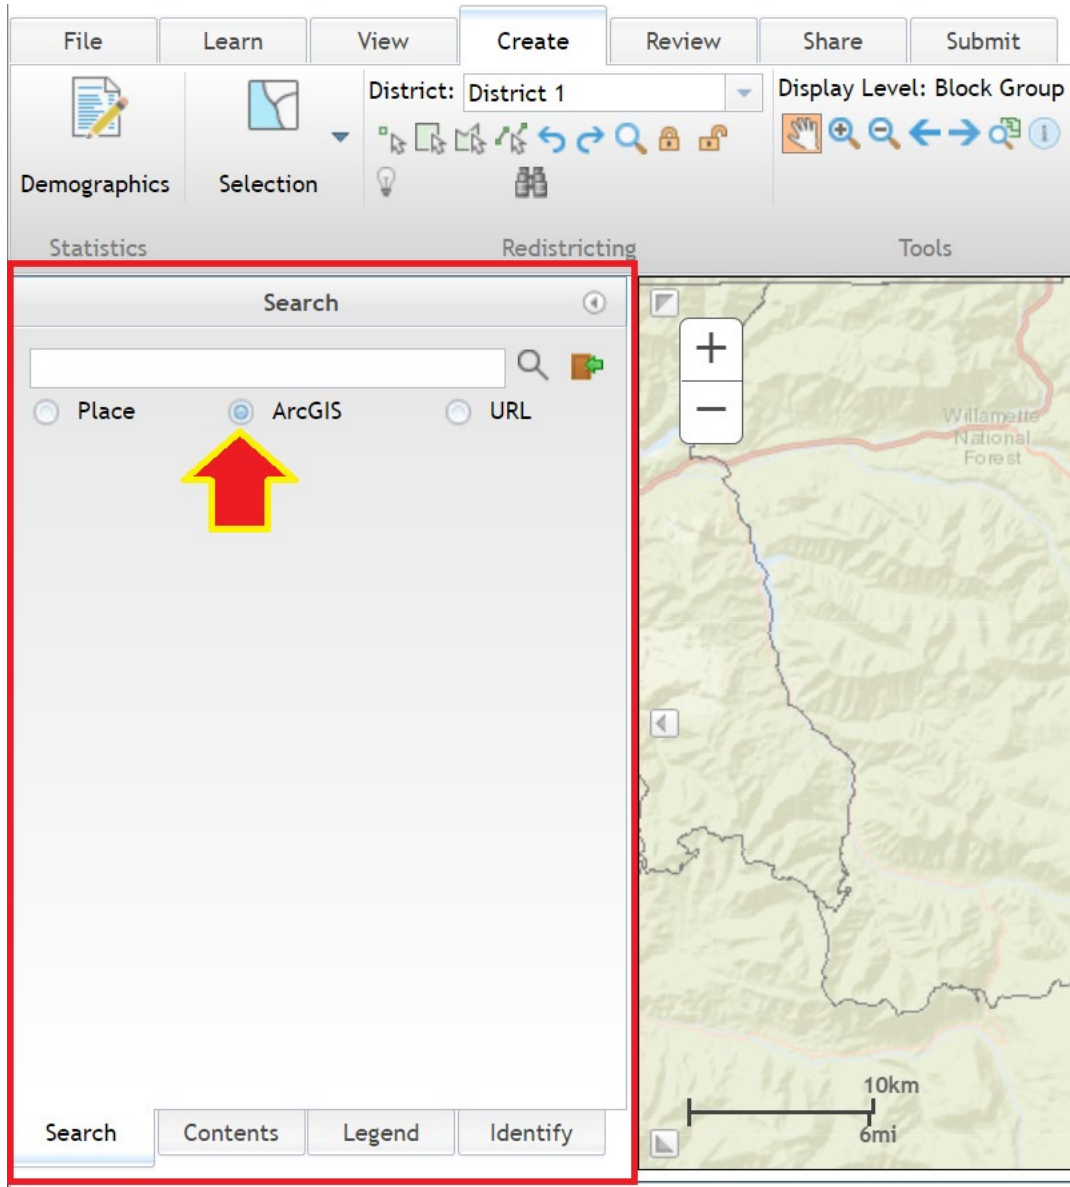 File Learn View Create Review Share Submit
District: District 1 Display Level: Block Group
Demographics Selection
Statistics Redistricting Tools
Search
Place ArcGIS URL
+
−
Willamette
National
Forest
10km
6mi
Search Contents Legend Identify